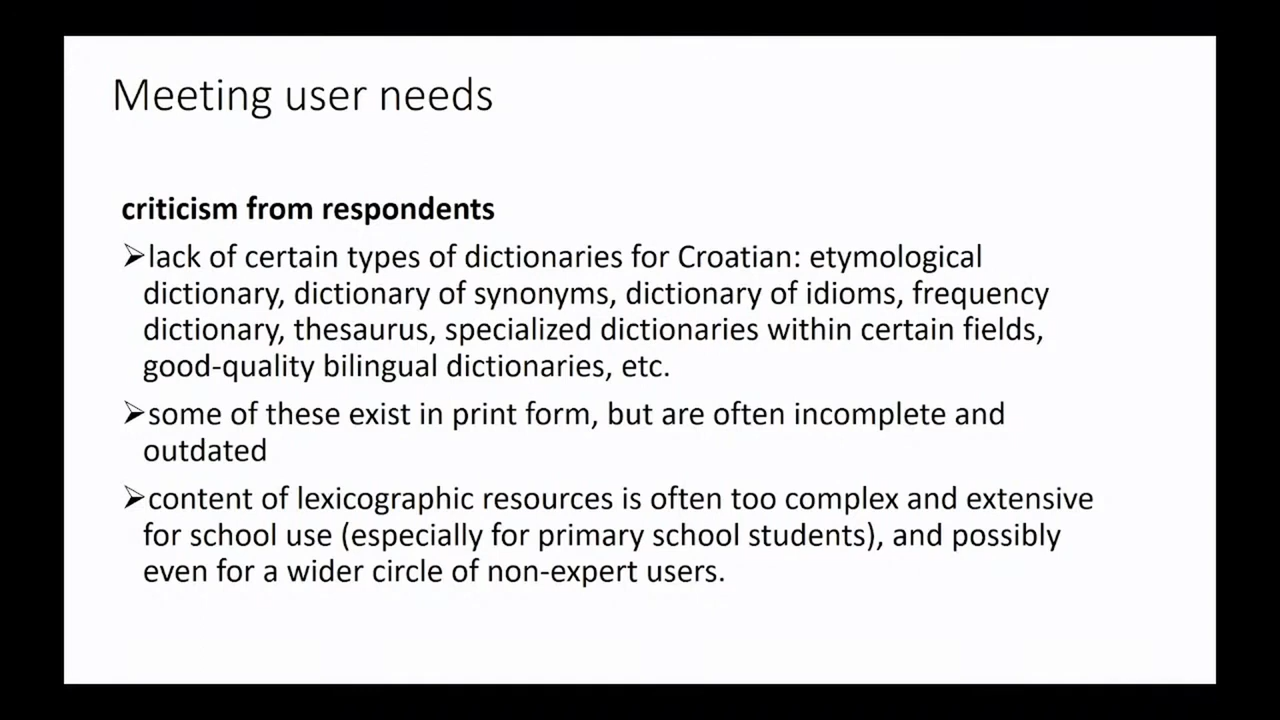 Meeting user needs
criticism from respondents
➢lack of certain types of dictionaries for Croatian: etymological
dictionary, dictionary of synonyms, dictionary of idioms, frequency
dictionary, thesaurus, specialized dictionaries within certain fields,
good-quality bilingual dictionaries, etc.
➢some of these exist in print form, but are often incomplete and
outdated
➢content of lexicographic resources is often too complex and extensive
for school use (especially for primary school students), and possibly
even for a wider circle of non-expert users.